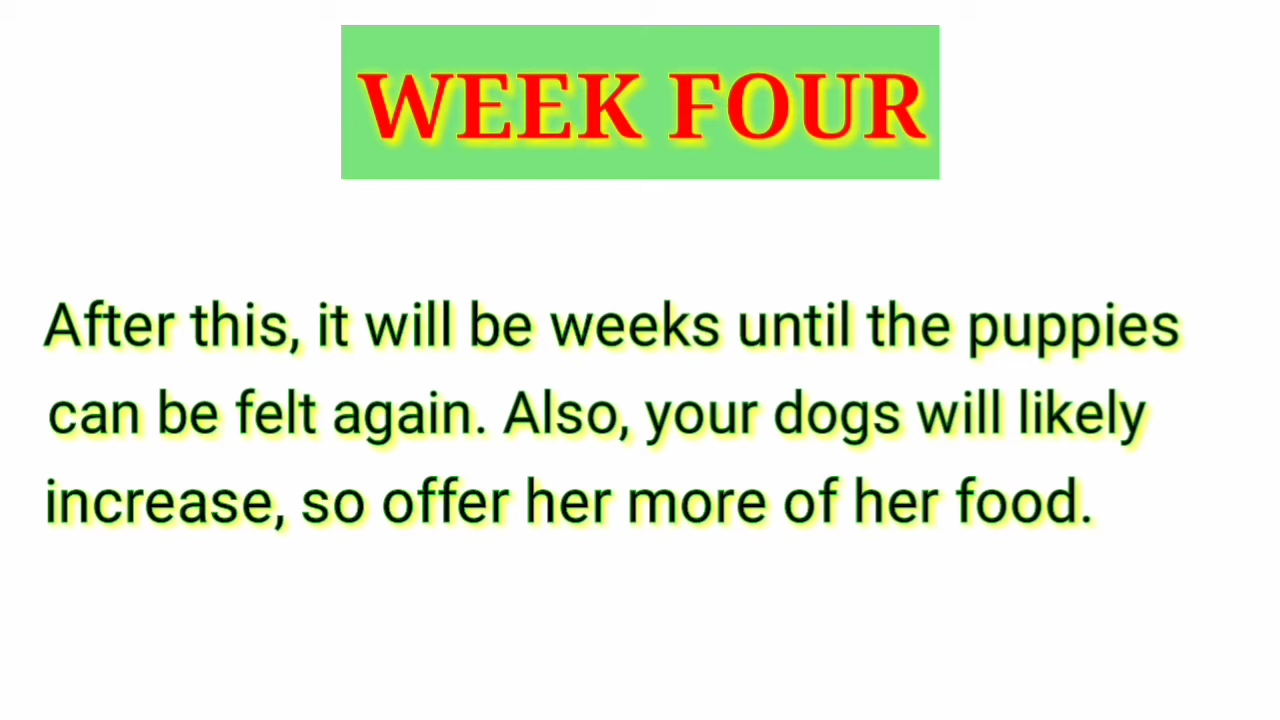 WEEK FOUR
After this, it will be weeks until the puppies
can be felt again. Also, your dogs will likely
increase, so offer her more of her food.